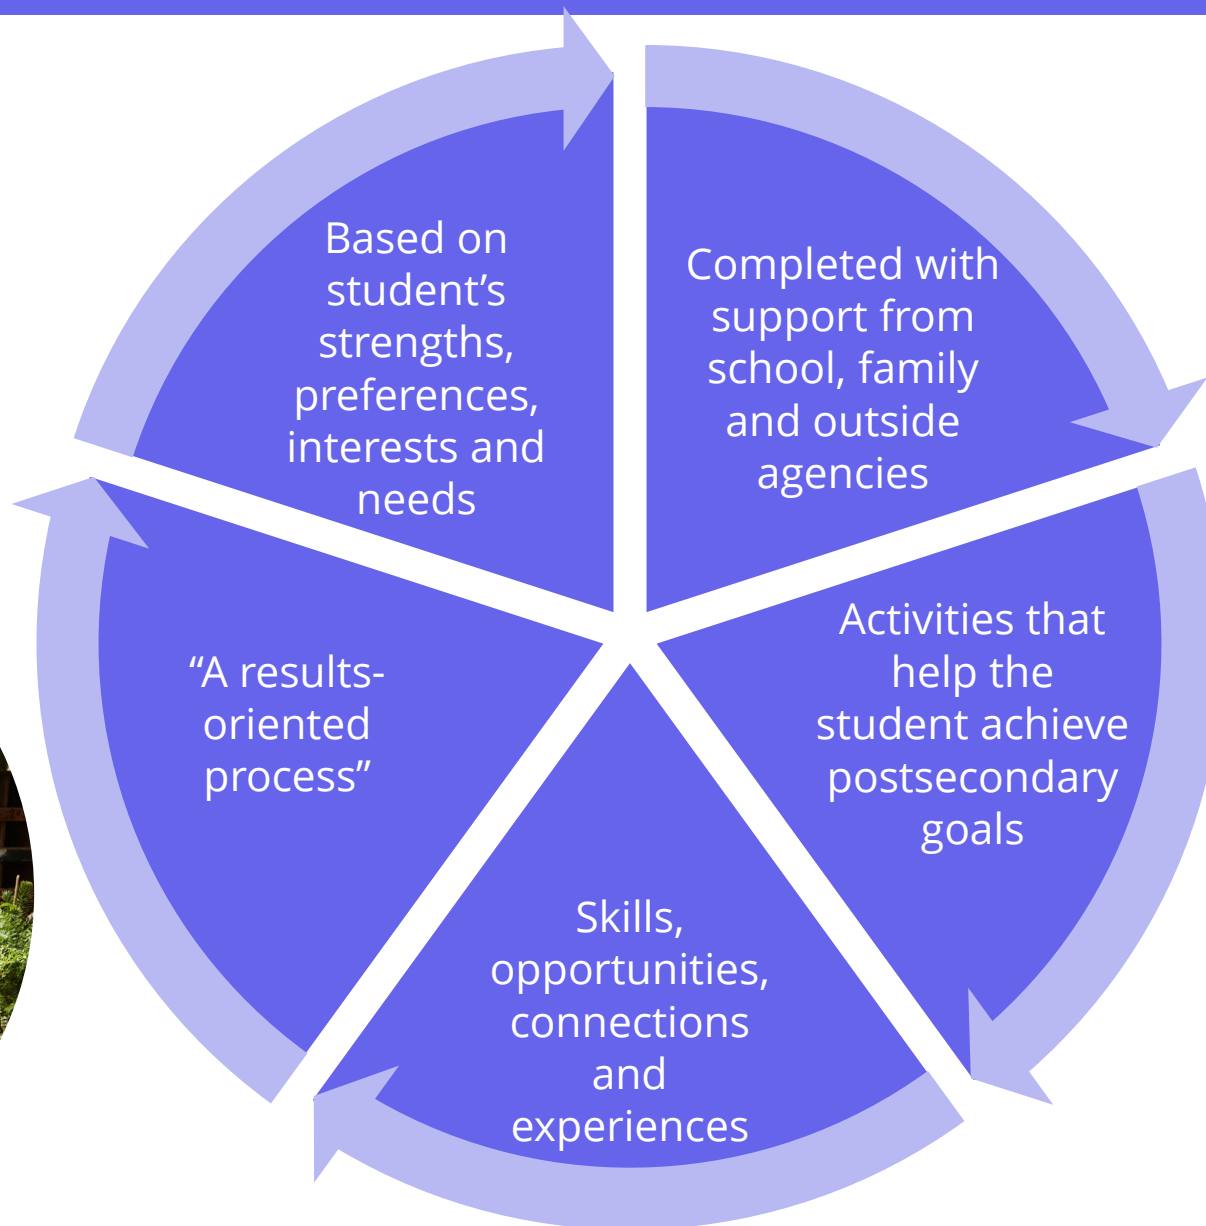 Based on
student’s
strengths,
preferences,
interests and
needs
Completed with
support from
school, family
and outside
agencies
Activities that
help the
student achieve
postsecondary
goals
Skills,
opportunities,
connections
and
experiences
“A results-
oriented
process”